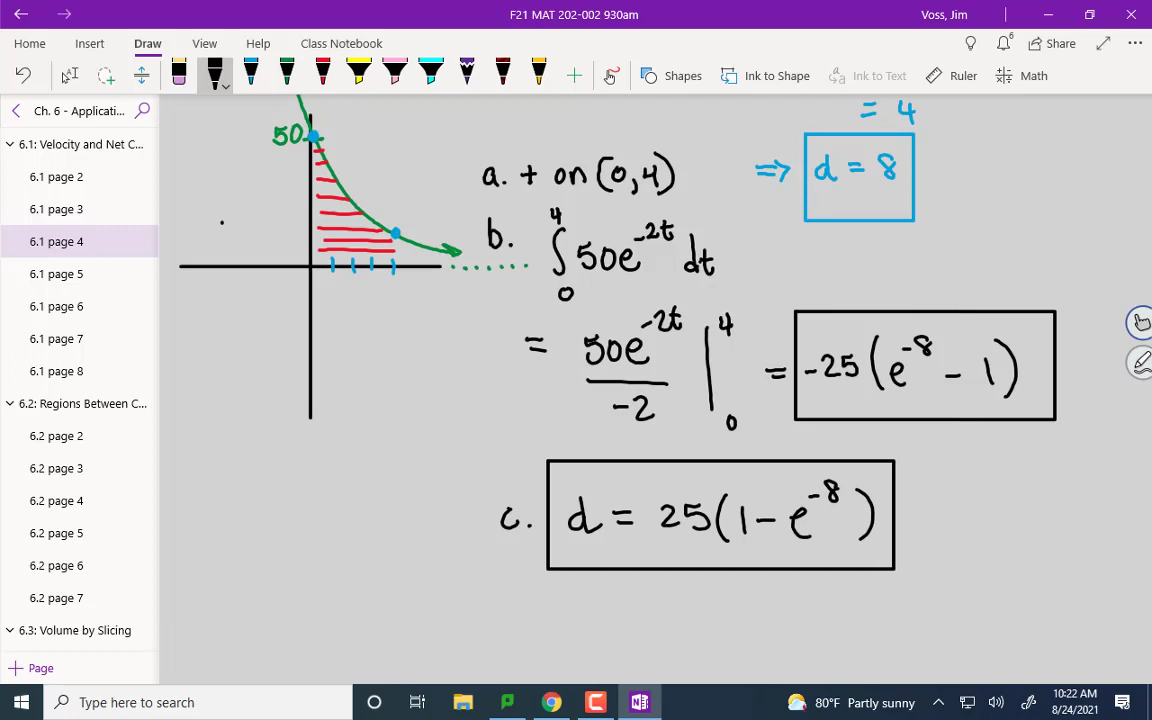 F21 MAT 202-002 930am
Voss, Jim
Home Insert Draw View Help Class Notebook
Share
Shapes Ink to Shape Ink to Text Ruler Math
Ch. 6 - Applicati...
6.1: Velocity and Net C...
6.1 page 2
6.1 page 3
6.1 page 4
6.1 page 5
6.1 page 6
6.1 page 7
6.1 page 8
6.2: Regions Between C...
6.2 page 2
6.2 page 3
6.2 page 4
6.2 page 5
6.2 page 6
6.2 page 7
6.3: Volume by Slicing
Page
= 4
=> d = 8
50
a. + on (0,4)
b. ∫₀⁴ 50e^{-2t} dt
= 50e^{-2t} / -2 |₀⁴ = -25(e^{-8} - 1)
c. d = 25(1 - e^{-8})
Type here to search
80°F Partly sunny
10:22 AM
8/24/2021
6